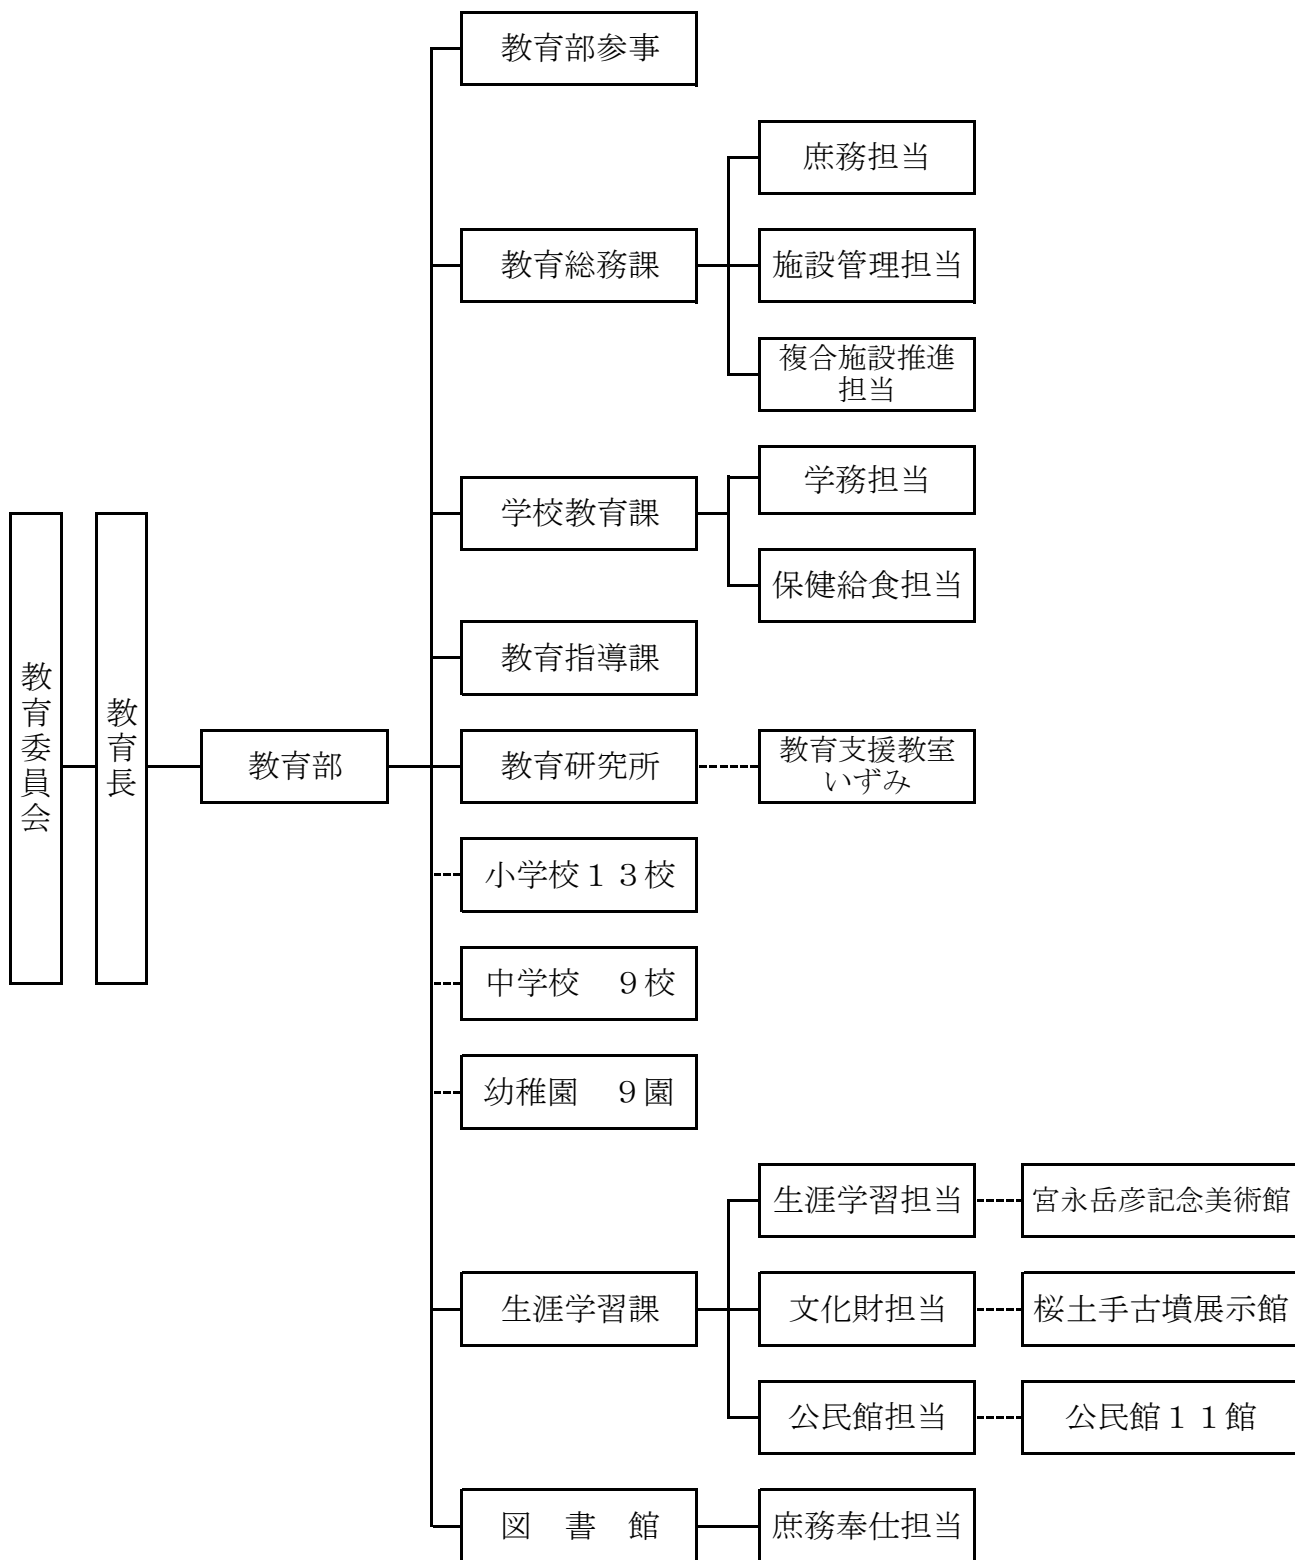 教育委員会
教育長
教育部
教育部参事
教育総務課
庶務担当
施設管理担当
複合施設推進
担当
学校教育課
学務担当
保健給食担当
教育指導課
教育研究所
教育支援教室
いずみ
小学校１３校
中学校　９校
幼稚園　９園
生涯学習課
生涯学習担当
宮永岳彦記念美術館
文化財担当
桜土手古墳展示館
公民館担当
公民館１１館
図　書　館
庶務奉仕担当